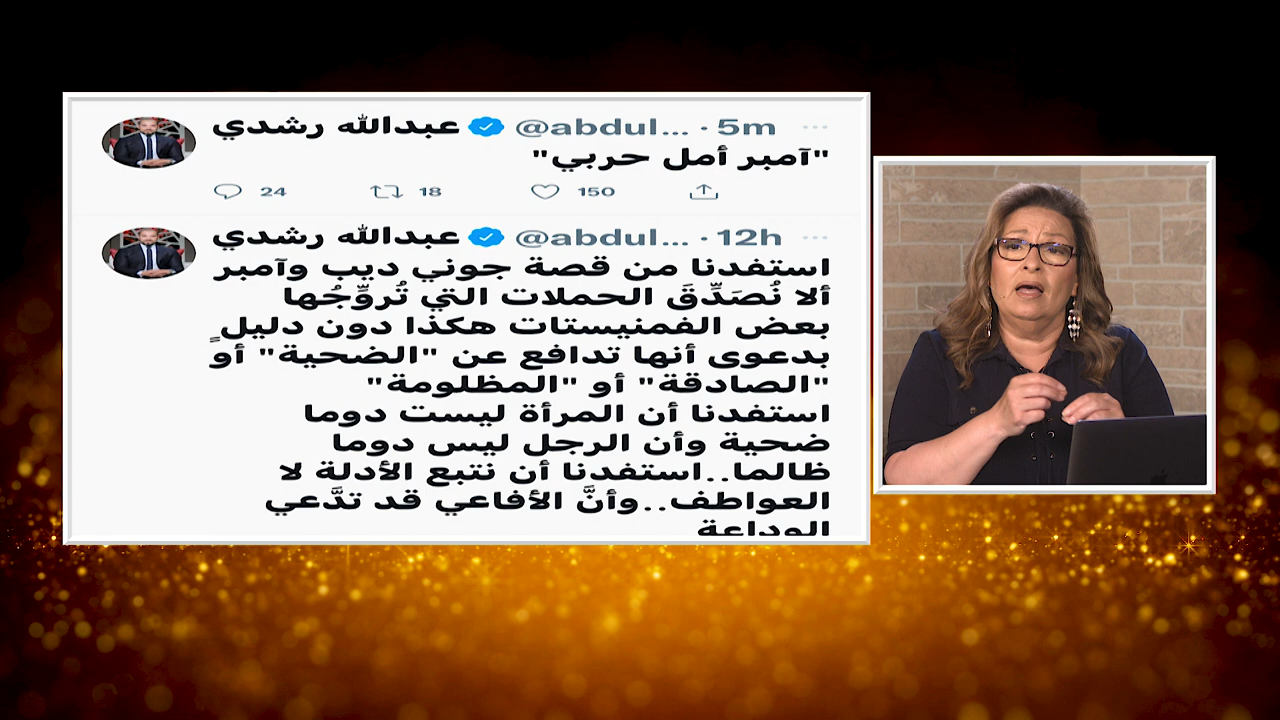 عبدالله رشدي @abdul... · 5m
"آمبر أمل حربي"
24 18 150
عبدالله رشدي @abdul... · 12h
استفدنا من قصة جوني ديب وآمبر
ألا نُصَدِّقَ الحملات التي تُروِّجُها
بعض الفمنيستات هكذا دون دليلٍ
بدعوى أنها تدافع عن "الضحية" أو
"الصادقة" أو "المظلومة"
استفدنا أن المرأة ليست دوما
ضحية وأن الرجل ليس دوما
ظالما..استفدنا أن نتبع الأدلة لا
العواطف..وأنَّ الأفاعي قد تدَّعي
الوداعة